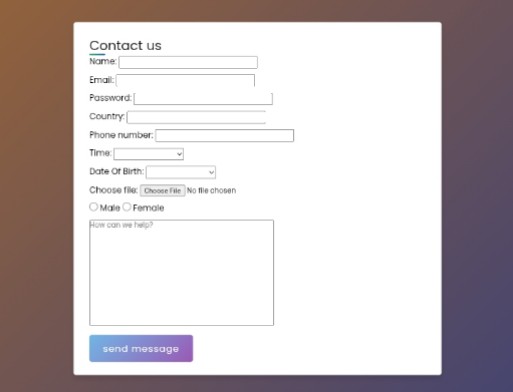 Contact us
Name:
Email:
Password:
Country:
Phone number:
Time:
Date Of Birth:
Choose file: Choose File No file chosen
Male Female
How can we help?
send message